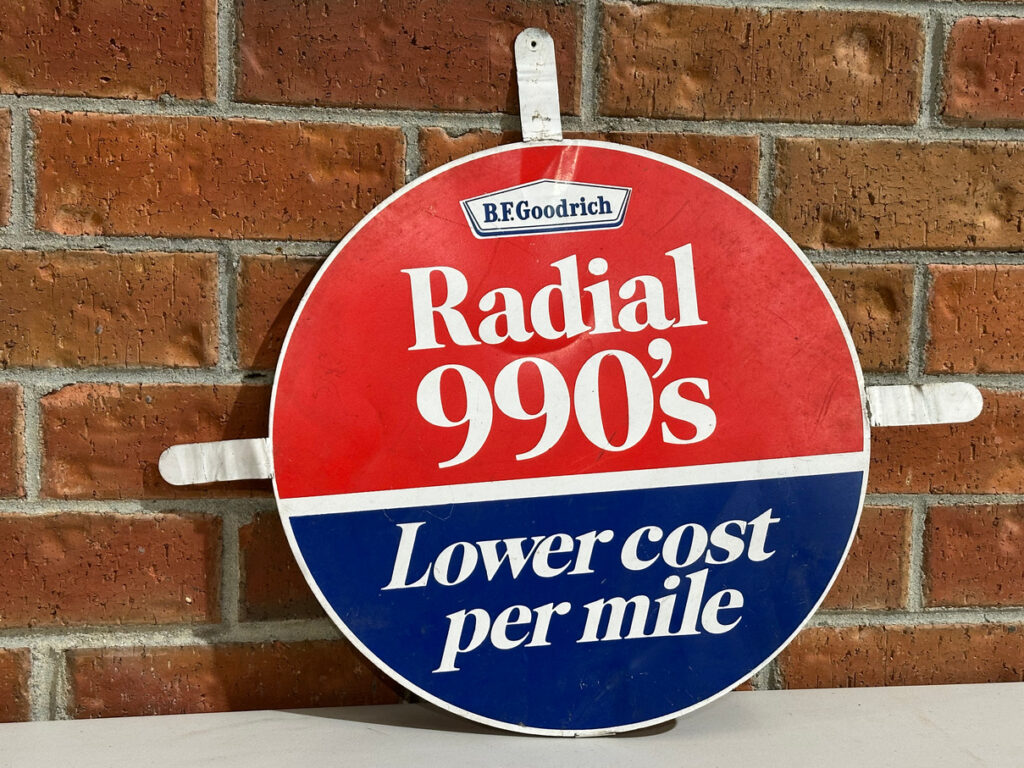 B.F.Goodrich
Radial
990's
Lower cost
per mile